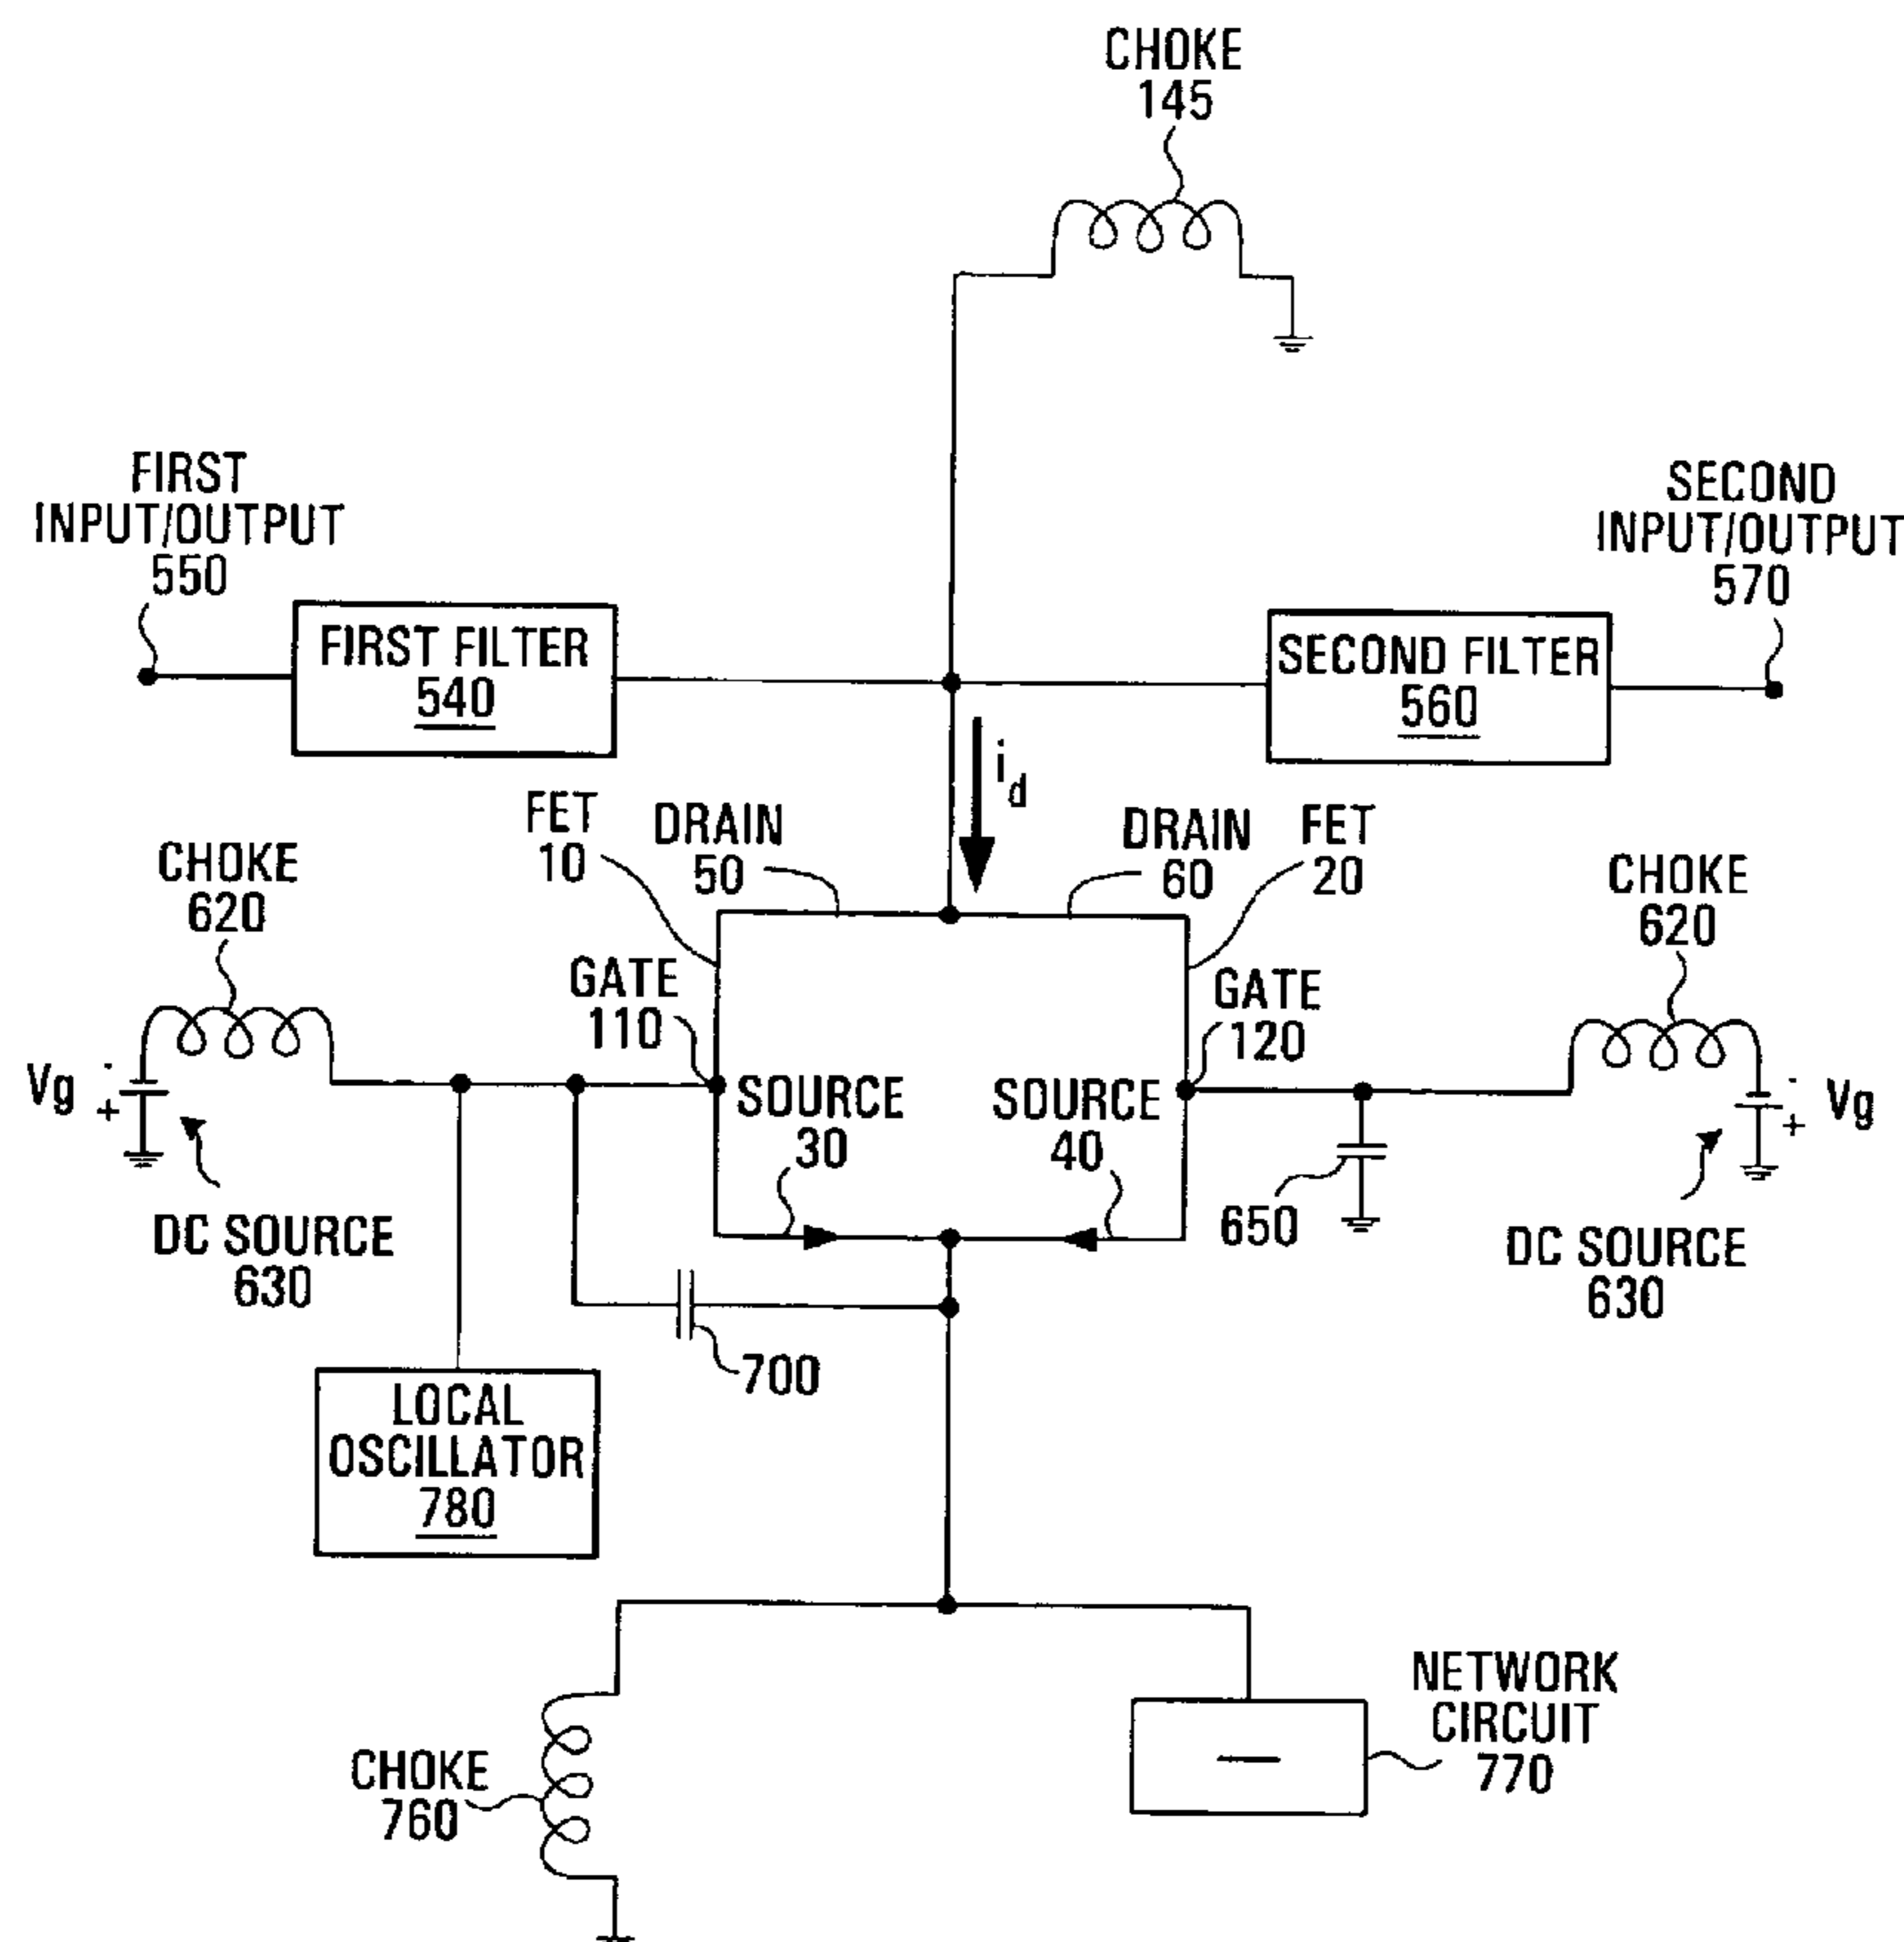 CHOKE
145
FIRST
INPUT/OUTPUT
550
SECOND
INPUT/OUTPUT
570
FIRST FILTER
540
SECOND FILTER
560
id
FET
10
DRAIN
50
DRAIN
60
FET
20
CHOKE
620
CHOKE
620
GATE
110
GATE
120
Vg
-
+
SOURCE
30
SOURCE
40
-
+
Vg
650
DC SOURCE
630
DC SOURCE
630
700
LOCAL
OSCILLATOR
780
NETWORK
CIRCUIT
770
CHOKE
760